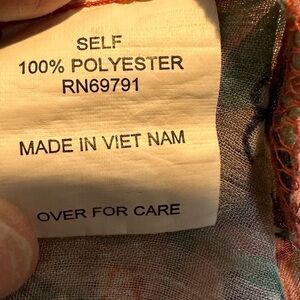 SELF
100% POLYESTER
RN69791
MADE IN VIET NAM
OVER FOR CARE